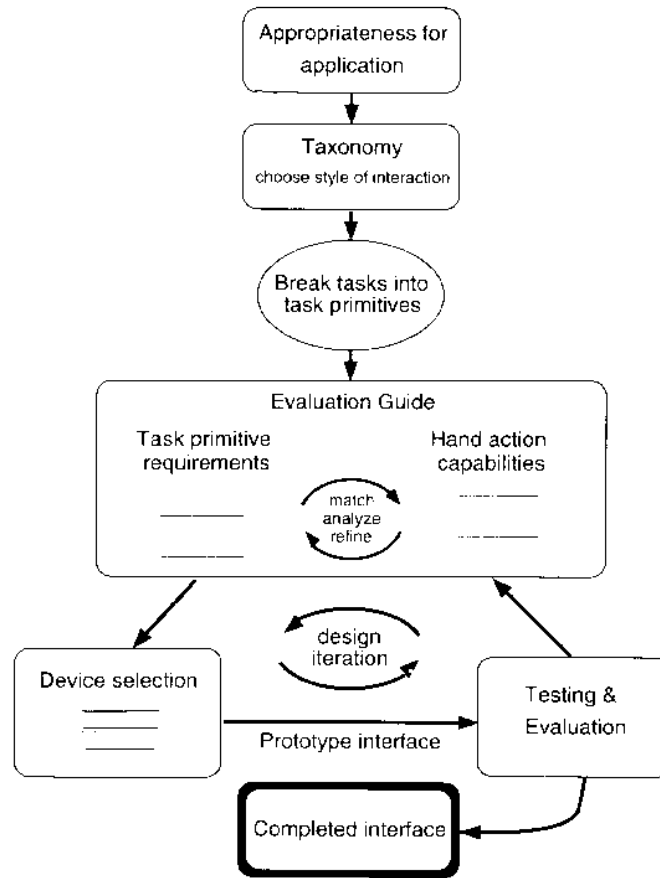 Appropriateness for
application
Taxonomy
choose style of interaction
Break tasks into
task primitives
Evaluation Guide
Task primitive
requirements
Hand action
capabilities
match
analyze
refine
design
iteration
Device selection
Testing &
Evaluation
Prototype interface
Completed interface